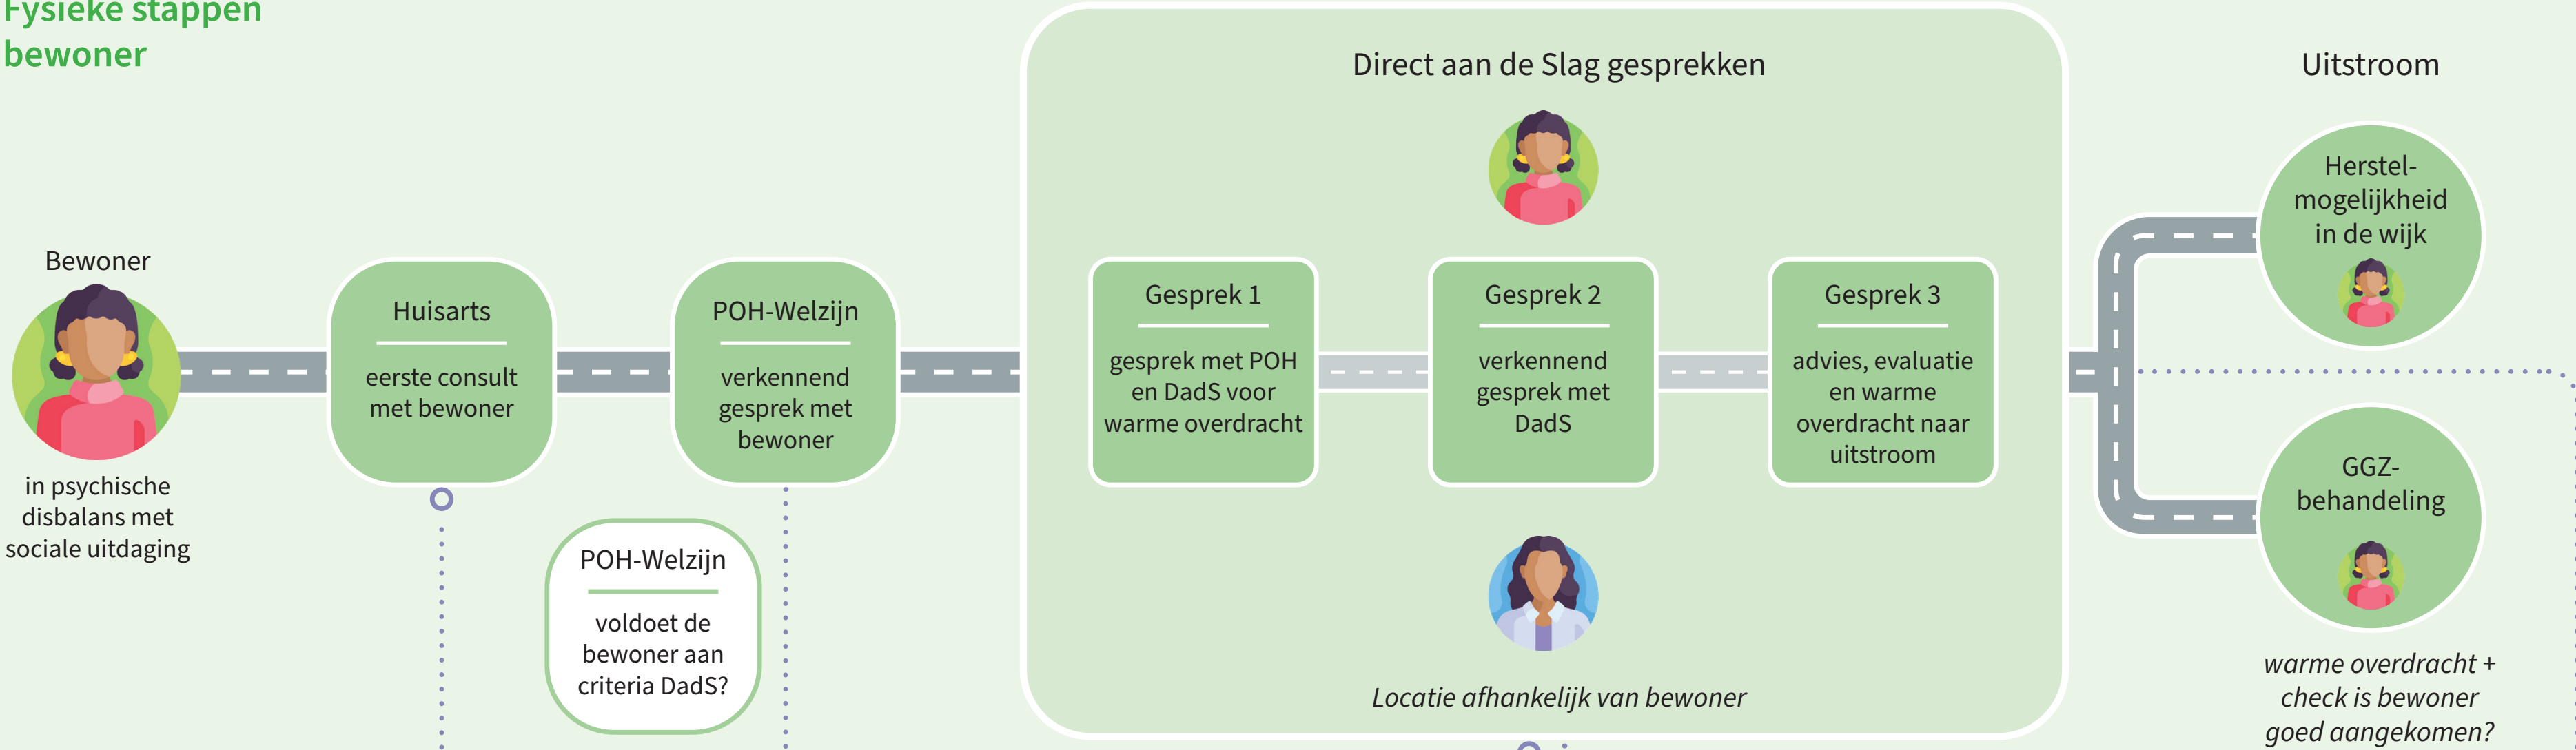 Fysieke stappen
bewoner
Bewoner
in psychische
disbalans met
sociale uitdaging
Huisarts
eerste consult
met bewoner
POH-Welzijn
verkennend
gesprek met
bewoner
POH-Welzijn
voldoet de
bewoner aan
criteria DadS?
Direct aan de Slag gesprekken
Gesprek 1
gesprek met POH
en DadS voor
warme overdracht
Gesprek 2
verkennend
gesprek met
DadS
Gesprek 3
advies, evaluatie
en warme
overdracht naar
uitstroom
Locatie afhankelijk van bewoner
Uitstroom
Herstel-
mogelijkheid
in de wijk
GGZ-
behandeling
warme overdracht +
check is bewoner
goed aangekomen?